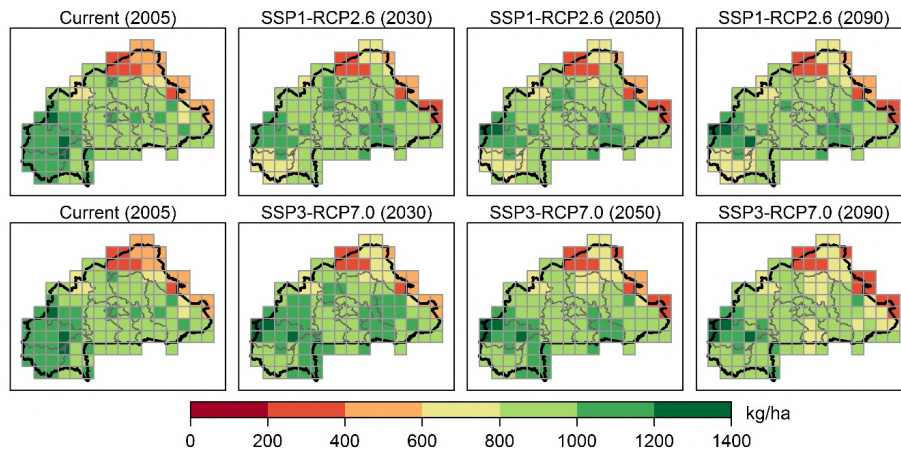 Current (2005) SSP1-RCP2.6 (2030) SSP1-RCP2.6 (2050) SSP1-RCP2.6 (2090)
Current (2005) SSP3-RCP7.0 (2030) SSP3-RCP7.0 (2050) SSP3-RCP7.0 (2090)
kg/ha
0 200 400 600 800 1000 1200 1400